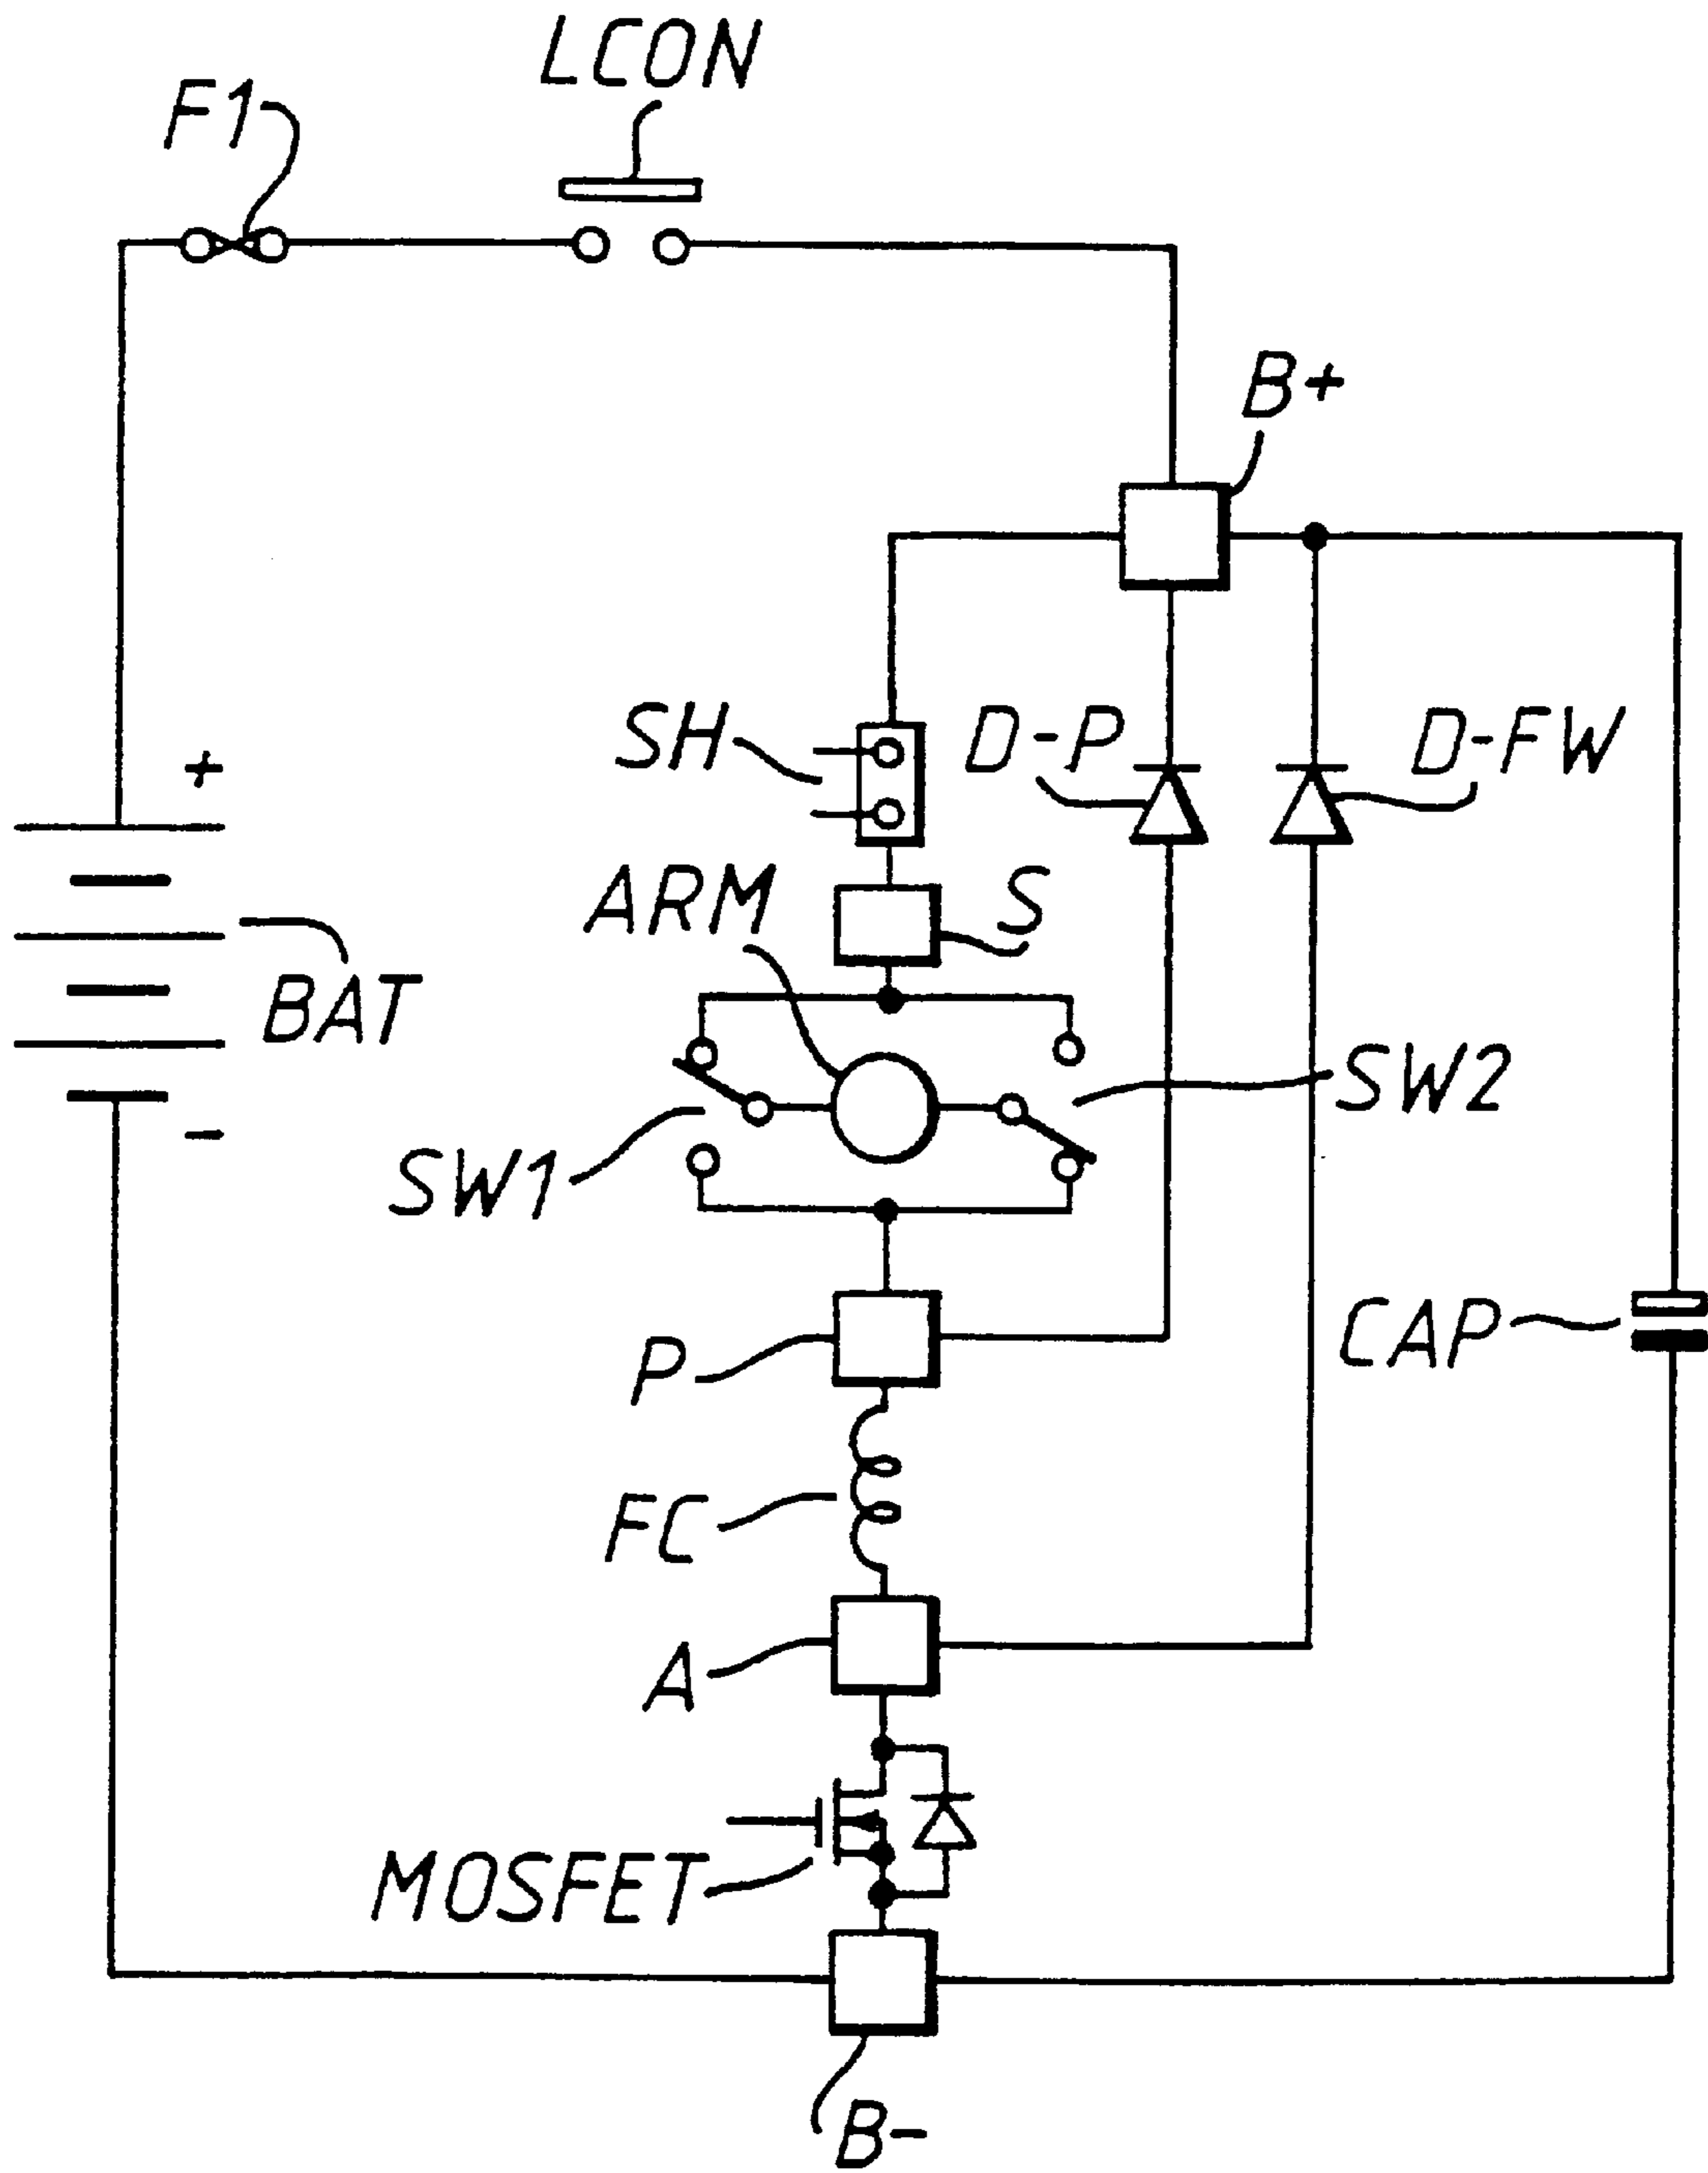 LCON
F1
B+
SH
D-P
D-FW
+
ARM
S
BAT
SW2
-
SW1
P
CAP
FC
A
MOSFET
B-